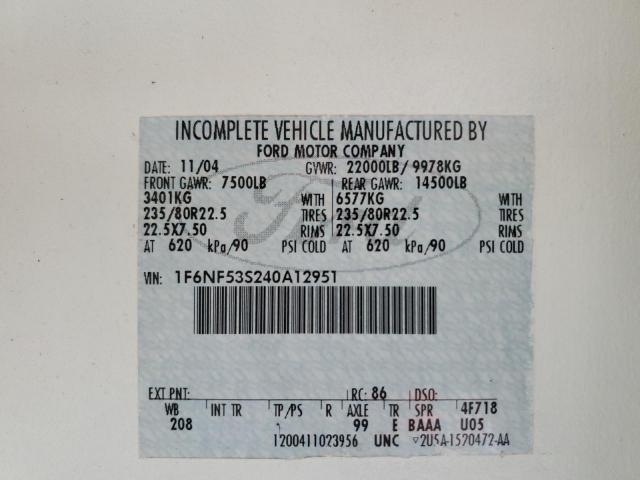 INCOMPLETE VEHICLE MANUFACTURED BY
FORD MOTOR COMPANY
DATE: 11/04 GVWR: 22000LB/ 9978KG
FRONT GAWR: 7500LB REAR GAWR: 14500LB
3401KG WITH 6577KG WITH
235/80R22.5 TIRES 235/80R22.5 TIRES
22.5X7.50 RIMS 22.5X7.50 RIMS
AT 620 kPa/90 PSI COLD AT 620 kPa/90 PSI COLD
VIN: 1F6NF53S240A12951
EXT PNT: RC: 86 DSO:
WB INT TR TP/PS R AXLE TR SPR 4F718
208 99 E BAAA U05
1200411023956 UNC ▽2U5A-1520472-AA